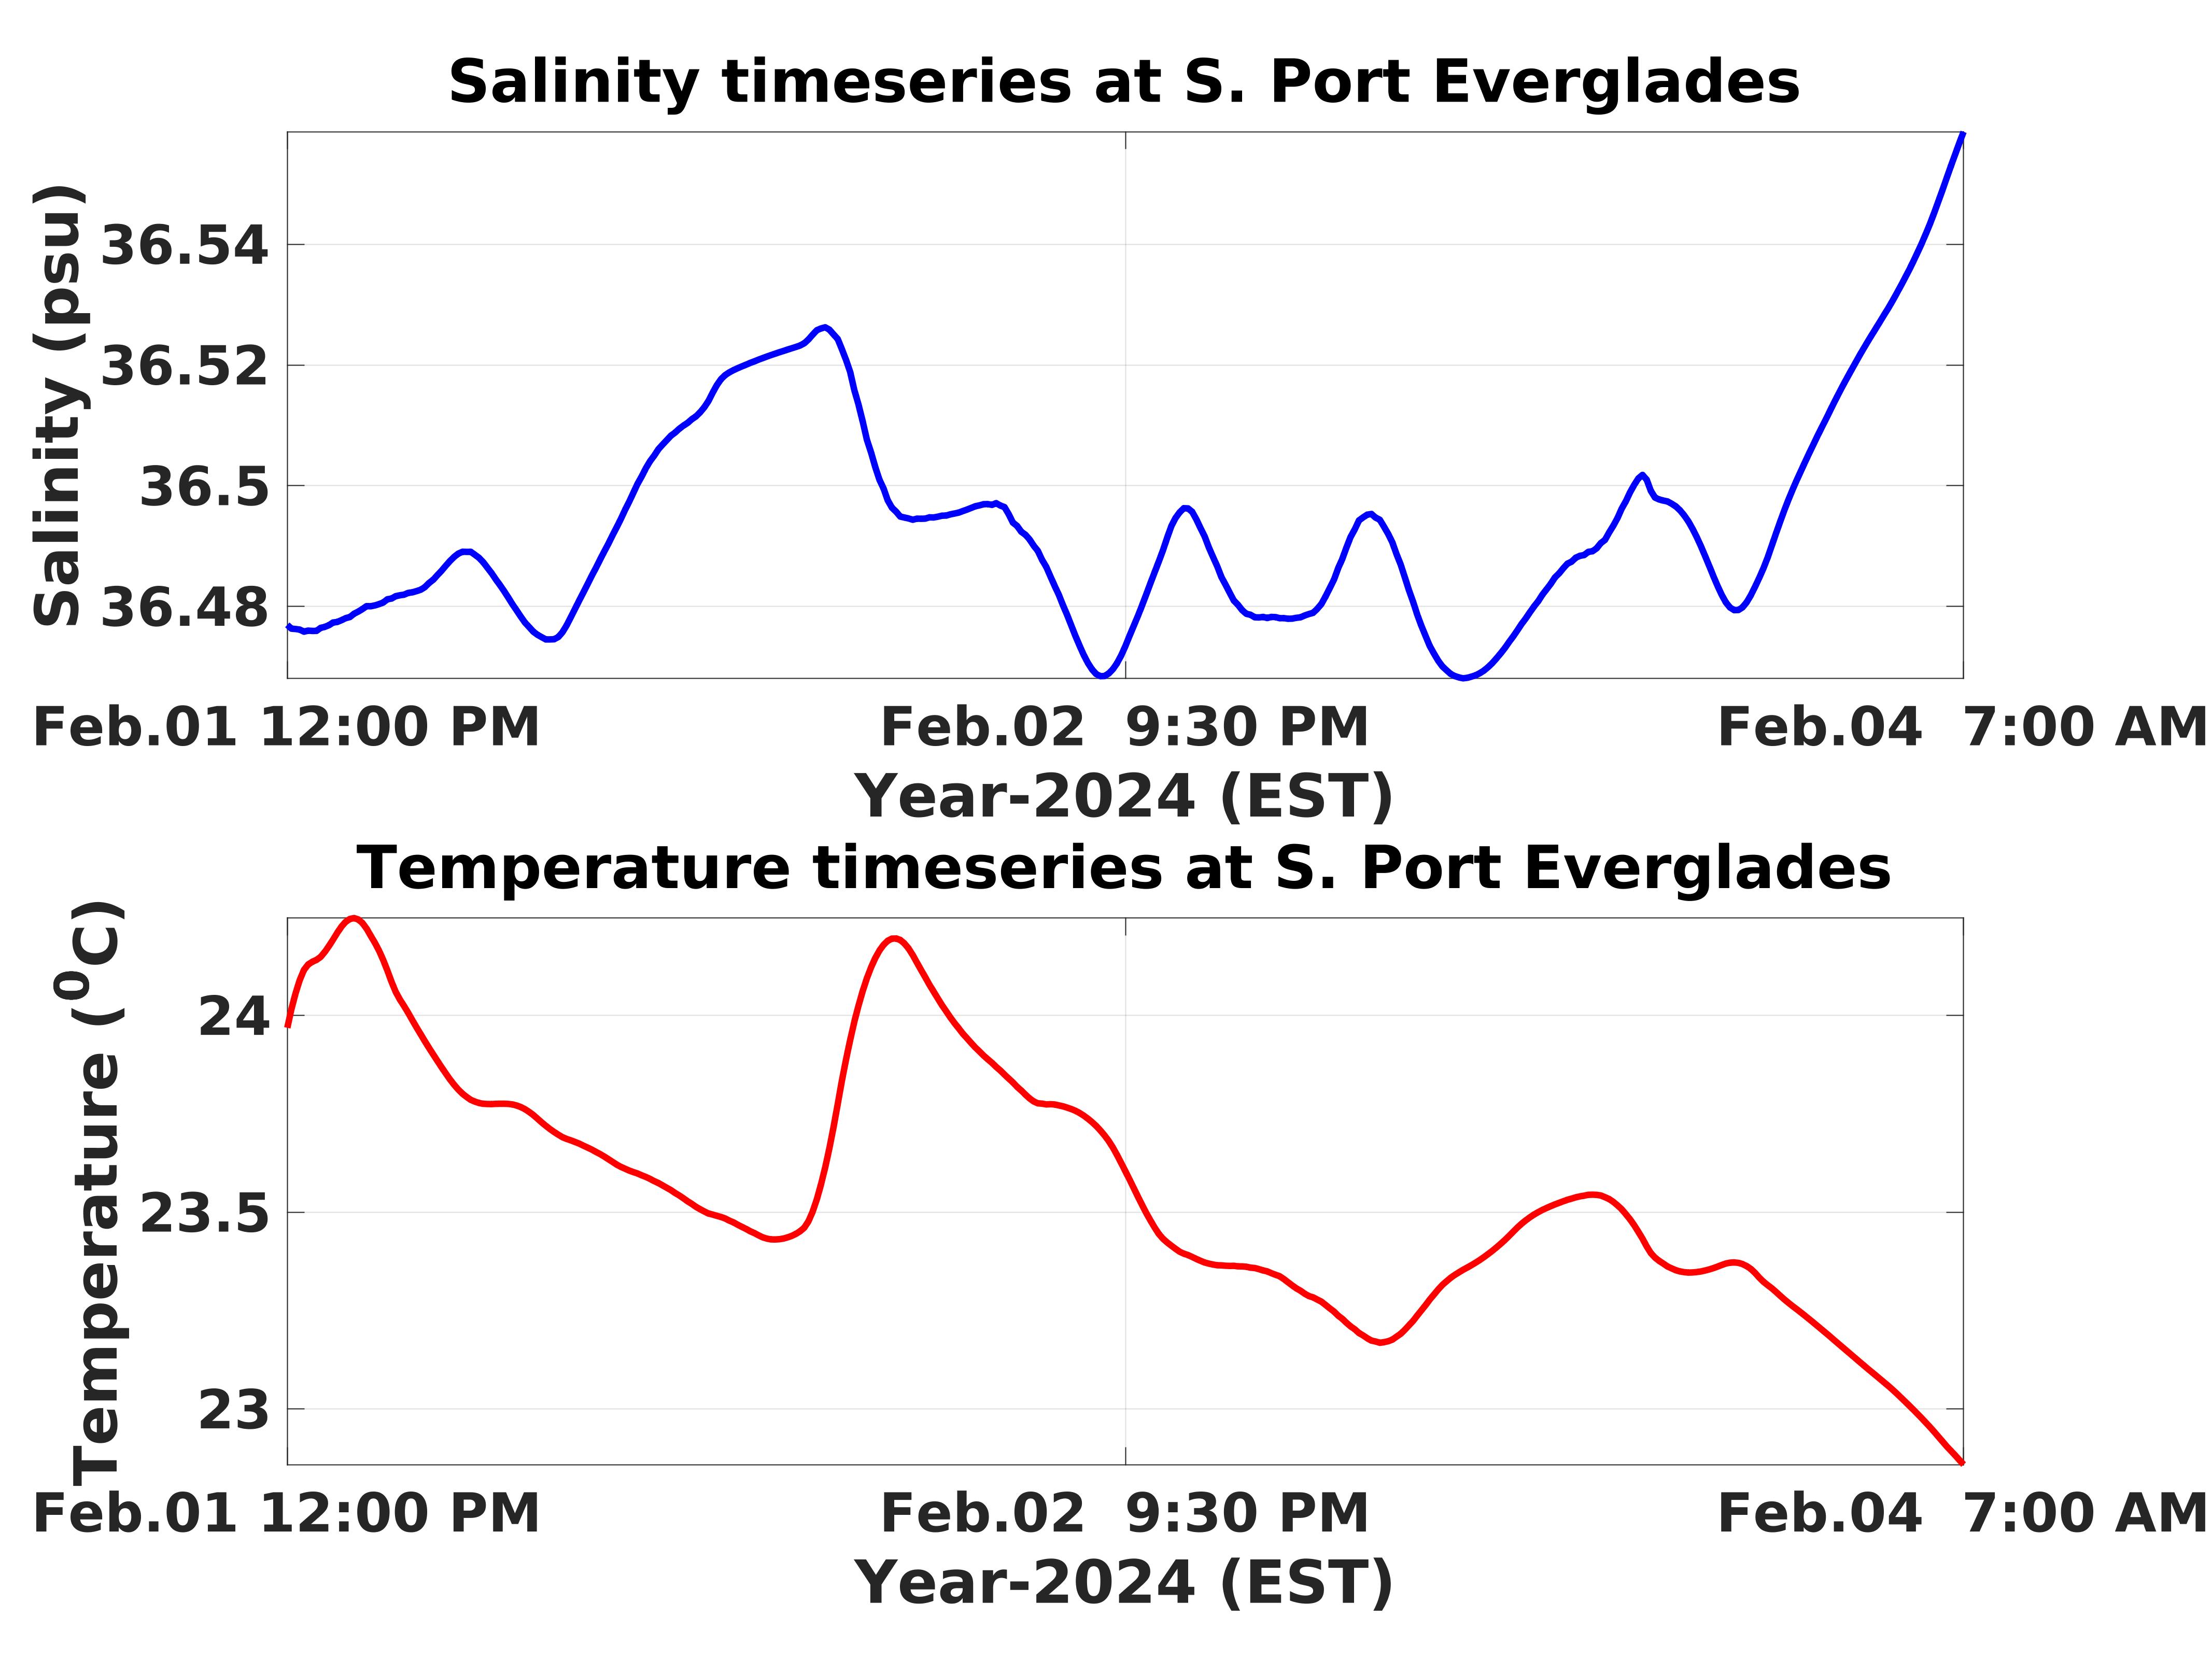 Salinity timeseries at S. Port Everglades
Salinity (psu)
36.54
36.52
36.5
36.48
Feb.01 12:00 PM Feb.02 9:30 PM Feb.04 7:00 AM
Year-2024 (EST)
Temperature timeseries at S. Port Everglades
Temperature (⁰C)
24
23.5
23
Feb.01 12:00 PM Feb.02 9:30 PM Feb.04 7:00 AM
Year-2024 (EST)